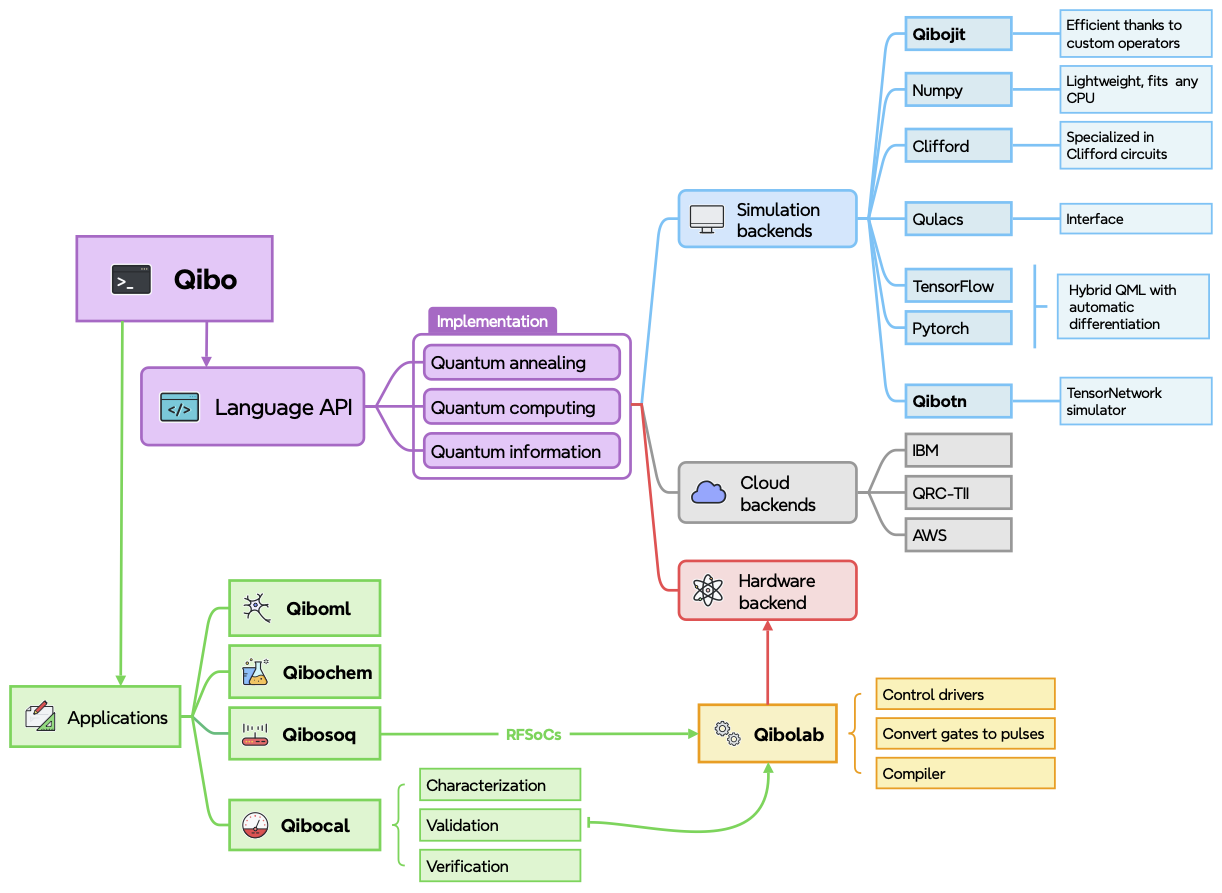 Qibojit
Efficient thanks to
custom operators
Numpy
Lightweight, fits any
CPU
Clifford
Specialized in
Clifford circuits
Simulation
backends
Qulacs
Interface
>_
Qibo
TensorFlow
Pytorch
Hybrid QML with
automatic
differentiation
Implementation
Quantum annealing
Quantum computing
Quantum information
</>
Language API
Qibotn
TensorNetwork
simulator
Cloud
backends
IBM
QRC-TII
AWS
Hardware
backend
Applications
Qiboml
Qibochem
Qibosoq
RFSoCs
Qibolab
Control drivers
Convert gates to pulses
Compiler
Qibocal
Characterization
Validation
Verification